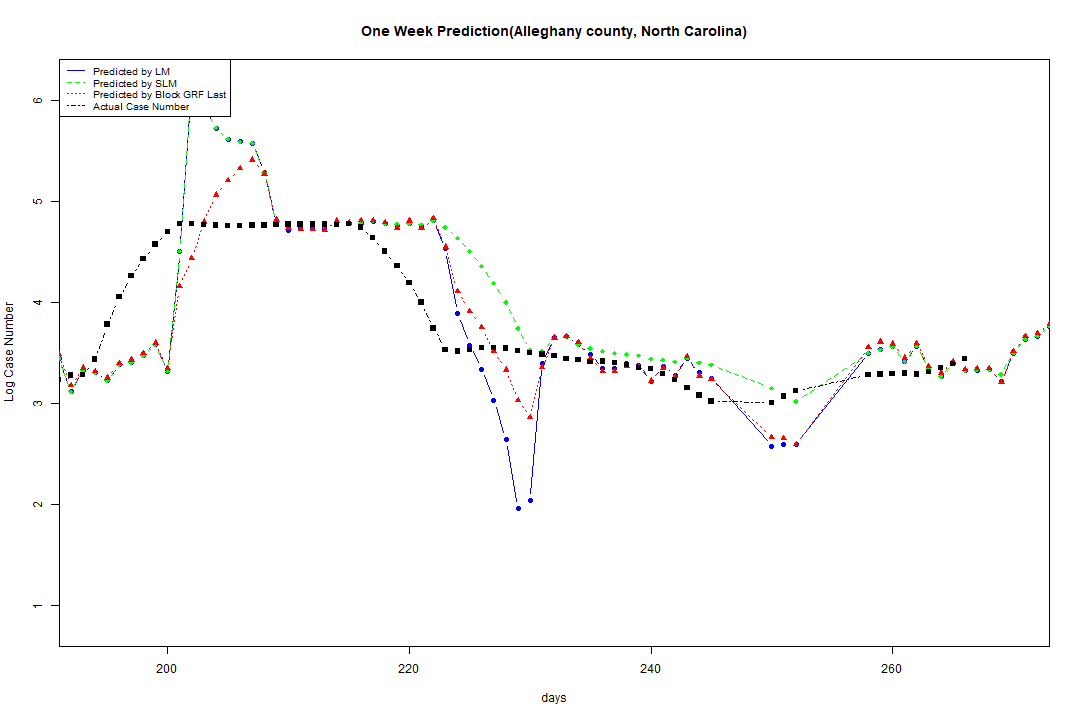 One Week Prediction(Alleghany county, North Carolina)
Predicted by LM
Predicted by SLM
Predicted by Block GRF Last
Actual Case Number
Log Case Number
6
5
4
3
2
1
200 220 240 260
days